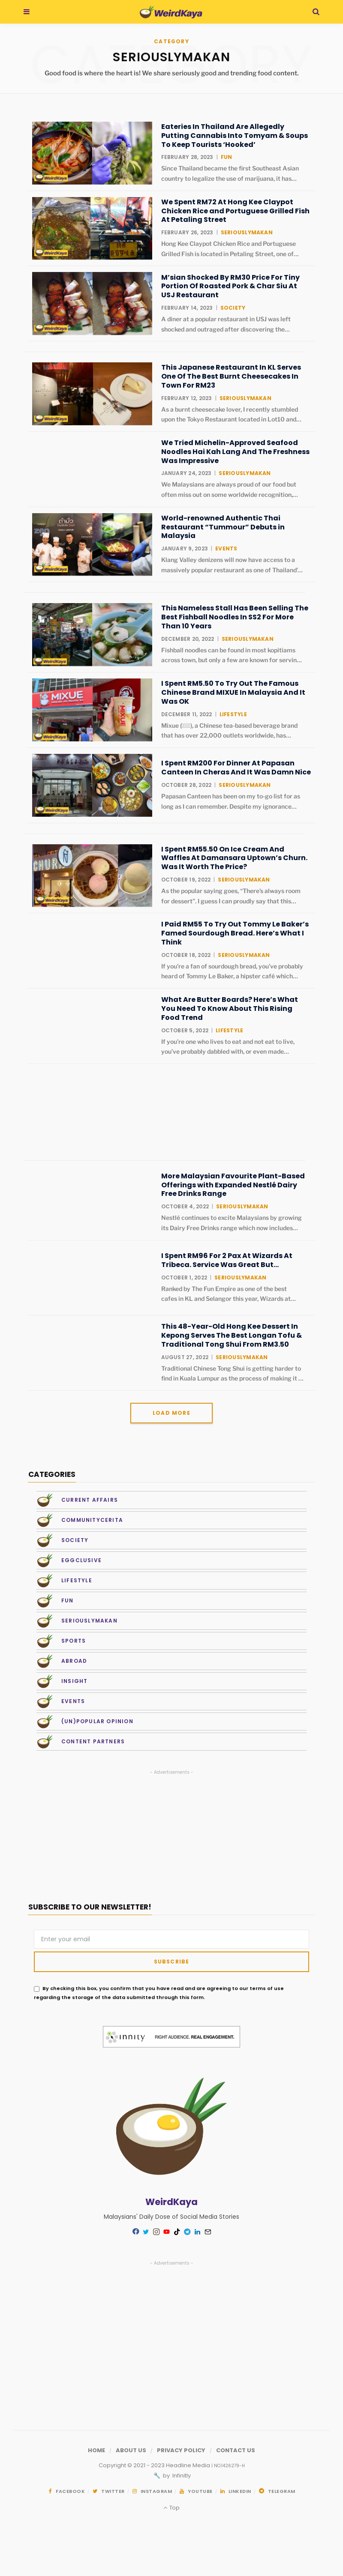 WeirdKaya
CATEGORY
SERIOUSLYMAKAN
Good food is where the heart is! We share seriously good and trending food content.
Eateries In Thailand Are Allegedly
Putting Cannabis Into Tomyam & Soups
To Keep Tourists ‘Hooked’
FEBRUARY 28, 2023 | FUN
Since Thailand became the first Southeast Asian
country to legalize the use of marijuana, it has…
We Spent RM72 At Hong Kee Claypot
Chicken Rice and Portuguese Grilled Fish
At Petaling Street
FEBRUARY 26, 2023 | SERIOUSLYMAKAN
Hong Kee Claypot Chicken Rice and Portuguese
Grilled Fish is located in Petaling Street, one of…
M’sian Shocked By RM30 Price For Tiny
Portion Of Roasted Pork & Char Siu At
USJ Restaurant
FEBRUARY 14, 2023 | SOCIETY
A diner at a popular restaurant in USJ was left
shocked and outraged after discovering the…
This Japanese Restaurant In KL Serves
One Of The Best Burnt Cheesecakes In
Town For RM23
FEBRUARY 12, 2023 | SERIOUSLYMAKAN
As a burnt cheesecake lover, I recently stumbled
upon the Tokyo Restaurant located in Lot10 and…
We Tried Michelin-Approved Seafood
Noodles Hai Kah Lang And The Freshness
Was Impressive
JANUARY 24, 2023 | SERIOUSLYMAKAN
We Malaysians are always proud of our food but
often miss out on some worldwide recognition,…
World-renowned Authentic Thai
Restaurant “Tummour” Debuts in
Malaysia
JANUARY 9, 2023 | EVENTS
Klang Valley denizens will now have access to a
massively popular restaurant as one of Thailand’…
This Nameless Stall Has Been Selling The
Best Fishball Noodles In SS2 For More
Than 10 Years
DECEMBER 20, 2022 | SERIOUSLYMAKAN
Fishball noodles can be found in most kopitiams
across town, but only a few are known for servin…
I Spent RM5.50 To Try Out The Famous
Chinese Brand MIXUE In Malaysia And It
Was OK
DECEMBER 11, 2022 | LIFESTYLE
Mixue (▯▯▯), a Chinese tea-based beverage brand
that has over 22,000 outlets worldwide, has…
I Spent RM200 For Dinner At Papasan
Canteen In Cheras And It Was Damn Nice
OCTOBER 29, 2022 | SERIOUSLYMAKAN
Papasan Canteen has been on my to-go list for as
long as I can remember. Despite my ignorance…
I Spent RM55.50 On Ice Cream And
Waffles At Damansara Uptown’s Churn.
Was It Worth The Price?
OCTOBER 19, 2022 | SERIOUSLYMAKAN
As the popular saying goes, “There’s always room
for dessert”. I guess I can proudly say that this…
I Paid RM55 To Try Out Tommy Le Baker’s
Famed Sourdough Bread. Here’s What I
Think
OCTOBER 18, 2022 | SERIOUSLYMAKAN
If you’re a fan of sourdough bread, you’ve probably
heard of Tommy Le Baker, a hipster café which…
What Are Butter Boards? Here’s What
You Need To Know About This Rising
Food Trend
OCTOBER 5, 2022 | LIFESTYLE
If you’re one who lives to eat and not eat to live,
you’ve probably dabbled with, or even made…
More Malaysian Favourite Plant-Based
Offerings with Expanded Nestlé Dairy
Free Drinks Range
OCTOBER 4, 2022 | SERIOUSLYMAKAN
Nestlé continues to excite Malaysians by growing
its Dairy Free Drinks range which now includes…
I Spent RM96 For 2 Pax At Wizards At
Tribeca. Service Was Great But…
OCTOBER 1, 2022 | SERIOUSLYMAKAN
Ranked by The Fun Empire as one of the best
cafes in KL and Selangor this year, Wizards at…
This 48-Year-Old Hong Kee Dessert In
Kepong Serves The Best Longan Tofu &
Traditional Tong Shui From RM3.50
AUGUST 27, 2022 | SERIOUSLYMAKAN
Traditional Chinese Tong Shui is getting harder to
find in Kuala Lumpur as the process of making it …
LOAD MORE
CATEGORIES
CURRENT AFFAIRS
COMMUNITYCERITA
SOCIETY
EGGCLUSIVE
LIFESTYLE
FUN
SERIOUSLYMAKAN
SPORTS
ABROAD
INSIGHT
EVENTS
(UN)POPULAR OPINION
CONTENT PARTNERS
- Advertisements -
SUBSCRIBE TO OUR NEWSLETTER!
Enter your email
SUBSCRIBE
By checking this box, you confirm that you have read and are agreeing to our terms of use
regarding the storage of the data submitted through this form.
innity RIGHT AUDIENCE. REAL ENGAGEMENT.
WeirdKaya
Malaysians' Daily Dose of Social Media Stories
- Advertisements -
HOME / ABOUT US / PRIVACY POLICY / CONTACT US
Copyright © 2021 - 2023 Headline Media
by Infinity
FACEBOOK TWITTER INSTAGRAM YOUTUBE LINKEDIN TELEGRAM
Top